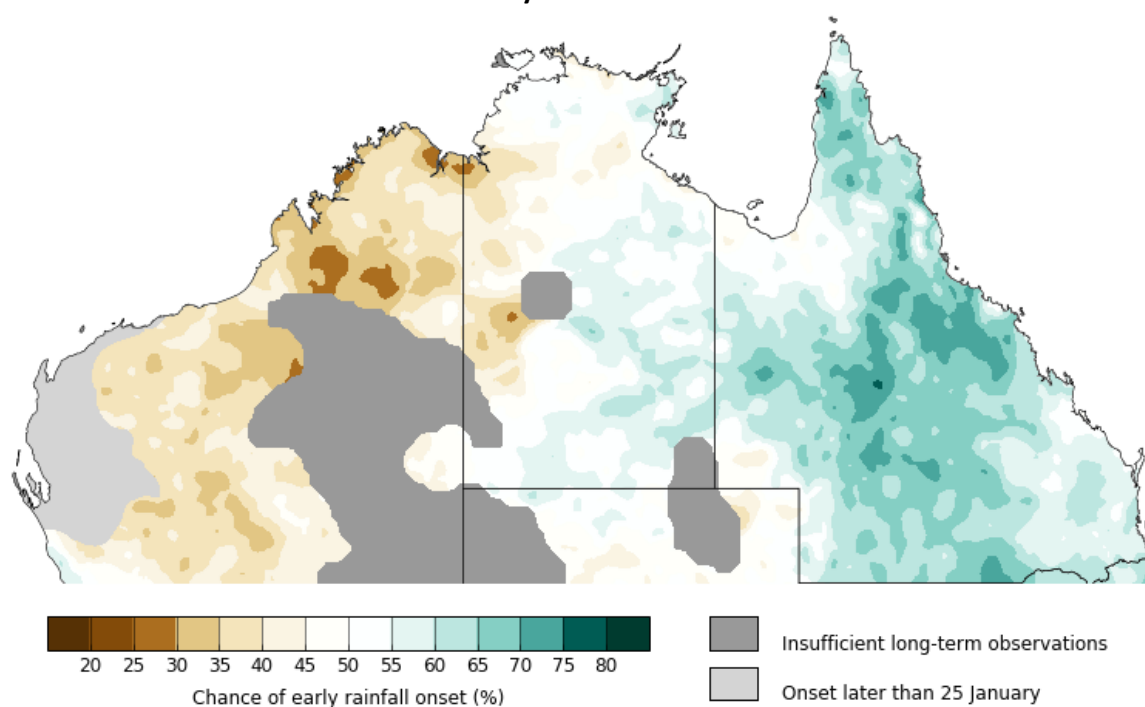 20 25 30 35 40 45 50 55 60 65 70 75 80
Chance of early rainfall onset (%)
Insufficient long-term observations
Onset later than 25 January